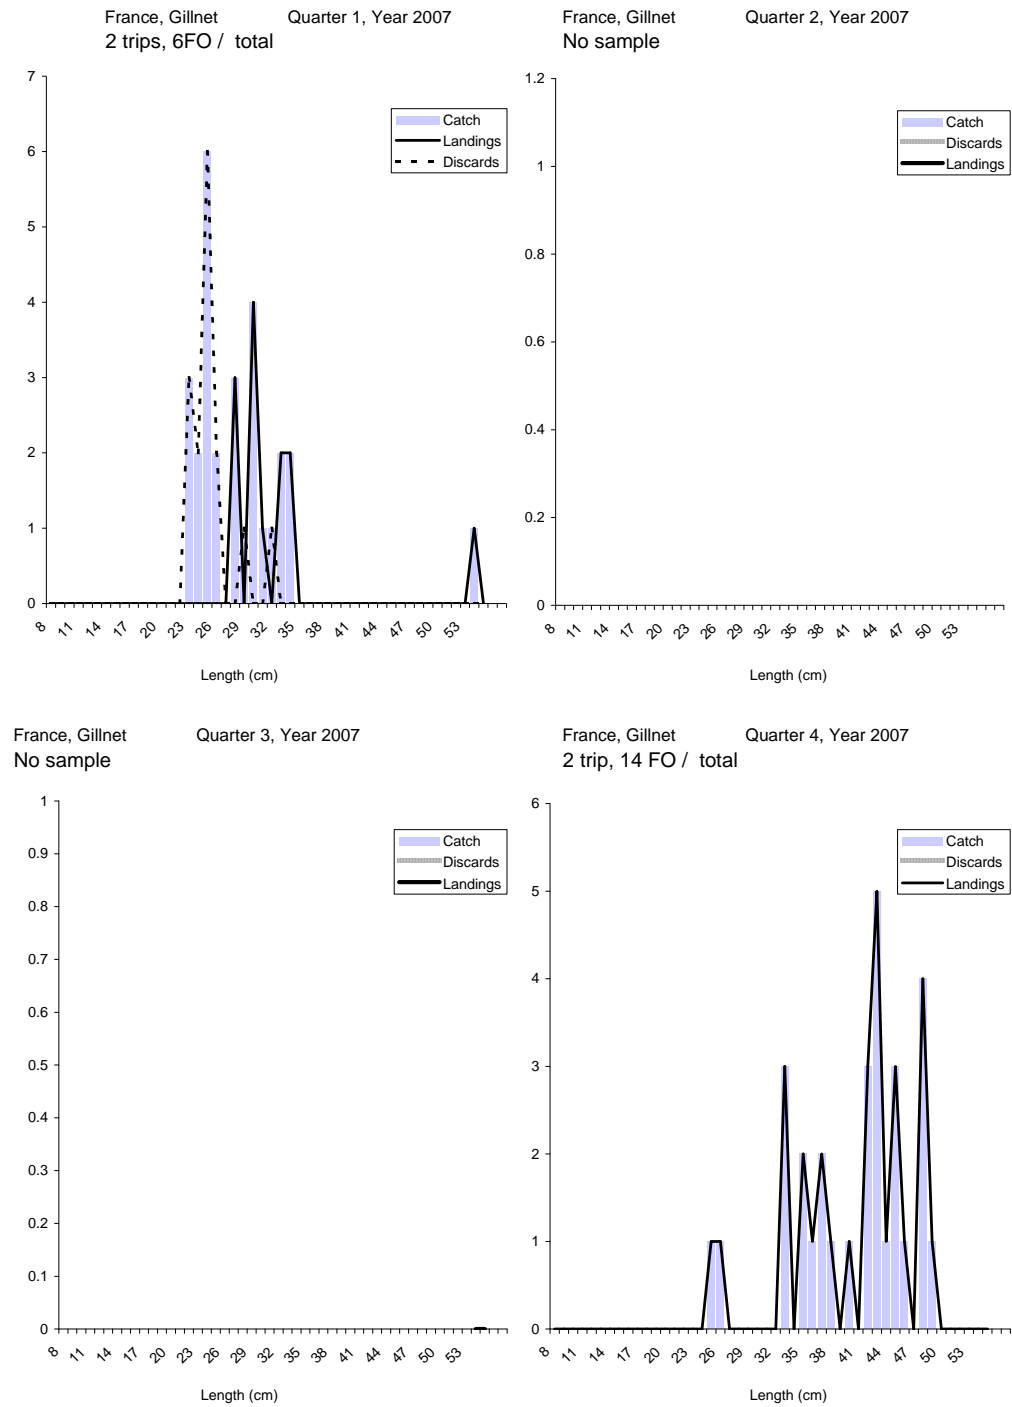 France, Gillnet Quarter 1, Year 2007
2 trips, 6FO / total
7
6
5
4
3
2
1
0
Catch
Landings
Discards
8 11 14 17 20 23 26 29 32 35 38 41 44 47 50 53
Length (cm)
France, Gillnet Quarter 2, Year 2007
No sample
1.2
1
0.8
0.6
0.4
0.2
0
Catch
Discards
Landings
8 11 14 17 20 23 26 29 32 35 38 41 44 47 50 53
Length (cm)
France, Gillnet Quarter 3, Year 2007
No sample
1
0.9
0.8
0.7
0.6
0.5
0.4
0.3
0.2
0.1
0
Catch
Discards
Landings
8 11 14 17 20 23 26 29 32 35 38 41 44 47 50 53
Length (cm)
France, Gillnet Quarter 4, Year 2007
2 trip, 14 FO / total
6
5
4
3
2
1
0
Catch
Discards
Landings
8 11 14 17 20 23 26 29 32 35 38 41 44 47 50 53
Length (cm)